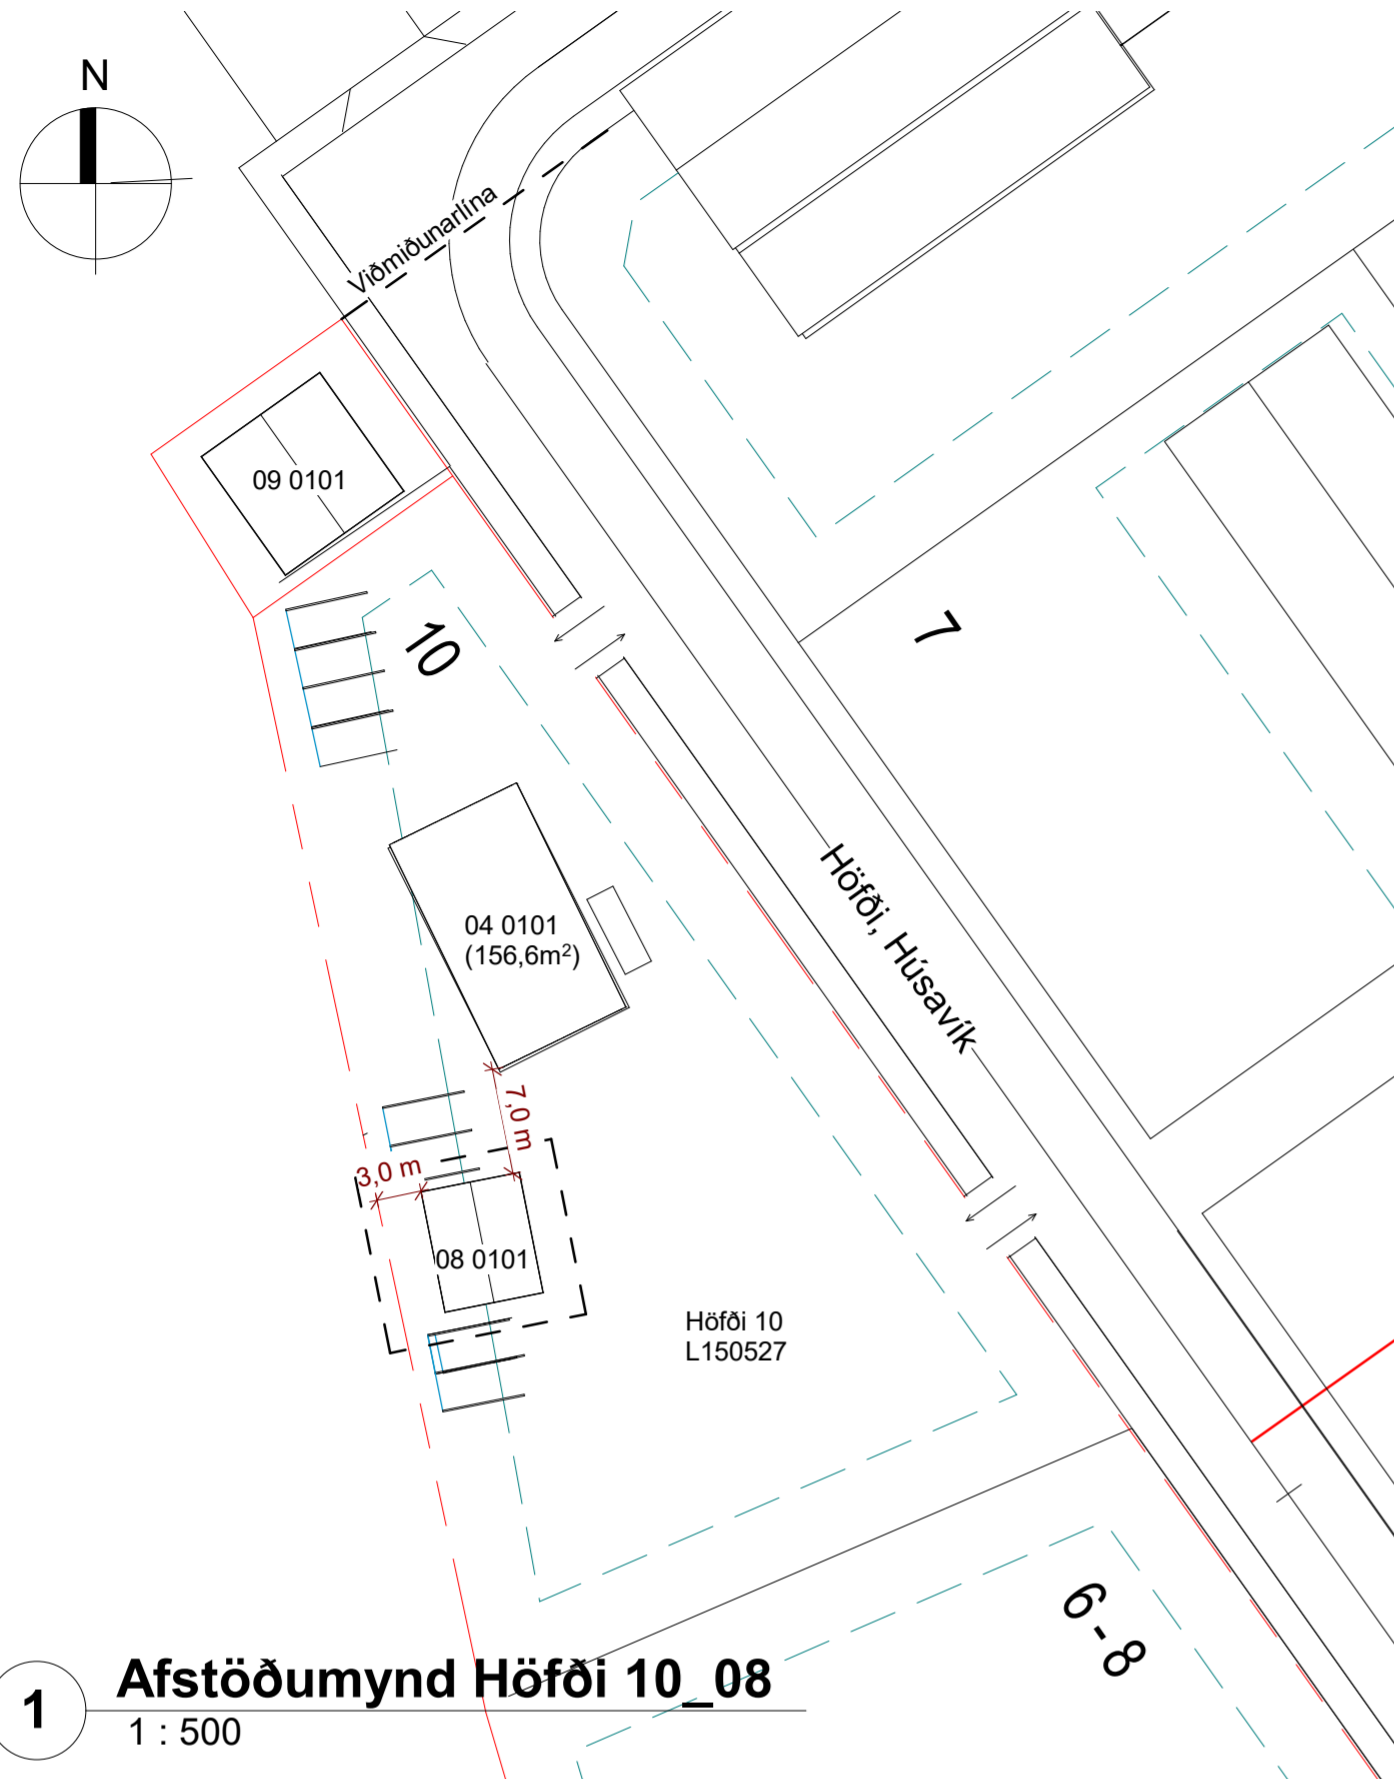 N
Viðmiðunarlína
09 0101
10
7
04 0101
(156,6m²)
Höfði, Húsavík
7,0 m
3,0 m
08 0101
Höfði 10
L150527
6 - 8
1
Afstöðumynd Höfði 10_08
1 : 500